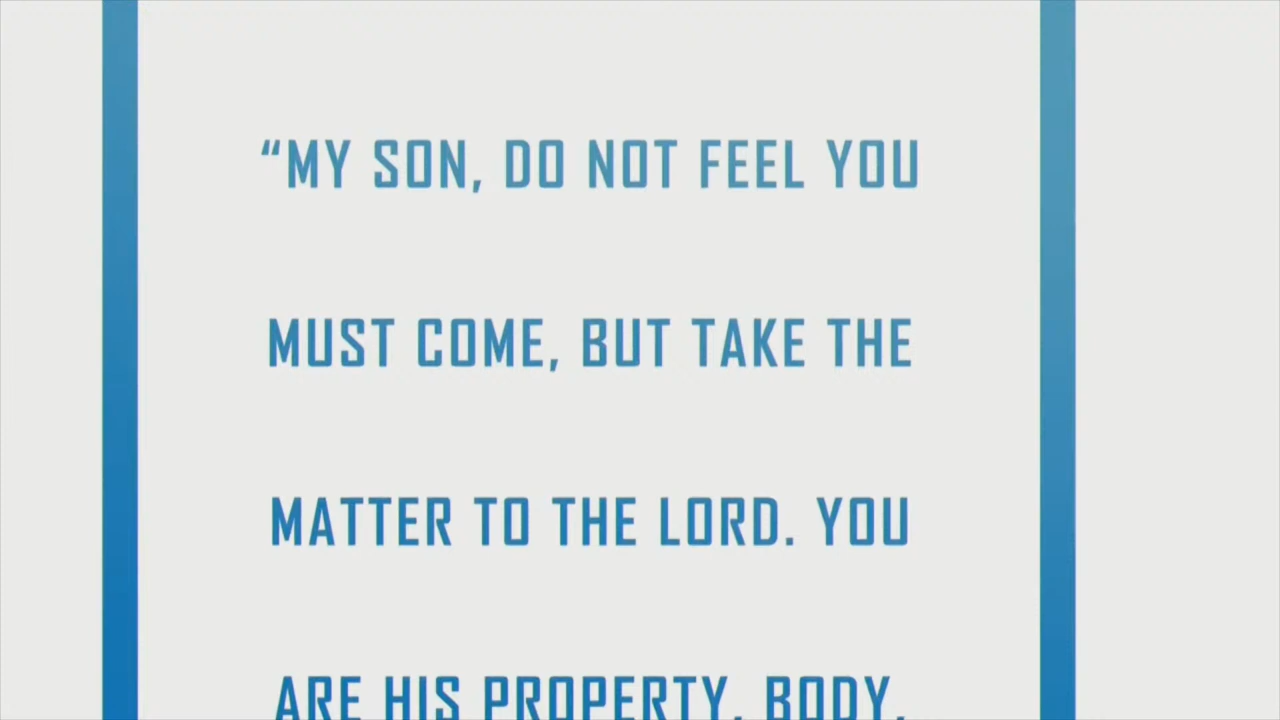 “MY SON, DO NOT FEEL YOU
MUST COME, BUT TAKE THE
MATTER TO THE LORD. YOU
ARE HIS PROPERTY, BODY,